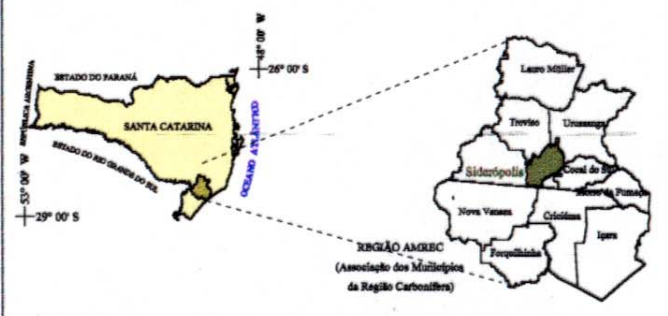 48° 00' W
26° 00' S
ESTADO DO PARANÁ
REPÚBLICA ARGENTINA
SANTA CATARINA
OCEANO ATLÂNTICO
ESTADO DO RIO GRANDE DO SUL
53° 00' W
29° 00' S
Lauro Müller
Treviso
Urussanga
Siderópolis
Cocal do Sul
Morro da Fumaça
Nova Veneza
Criciúma
Içara
Forquilhinha
REGIÃO AMREC
(Associação dos Municípios
da Região Carbonífera)